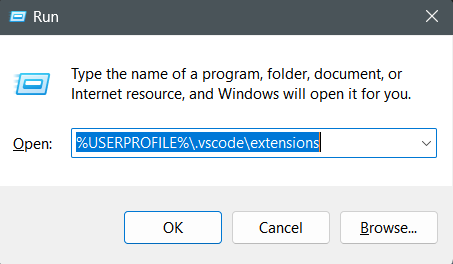 Run
Type the name of a program, folder, document, or
Internet resource, and Windows will open it for you.
Open:
%USERPROFILE%\.vscode\extensions
OK
Cancel
Browse...